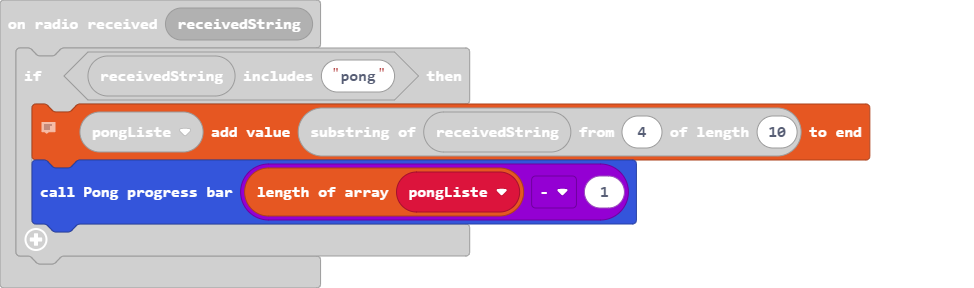 on radio received receivedString
if receivedString includes "pong" then
pongListe add value substring of receivedString from 4 of length 10 to end
call Pong progress bar length of array pongListe - 1